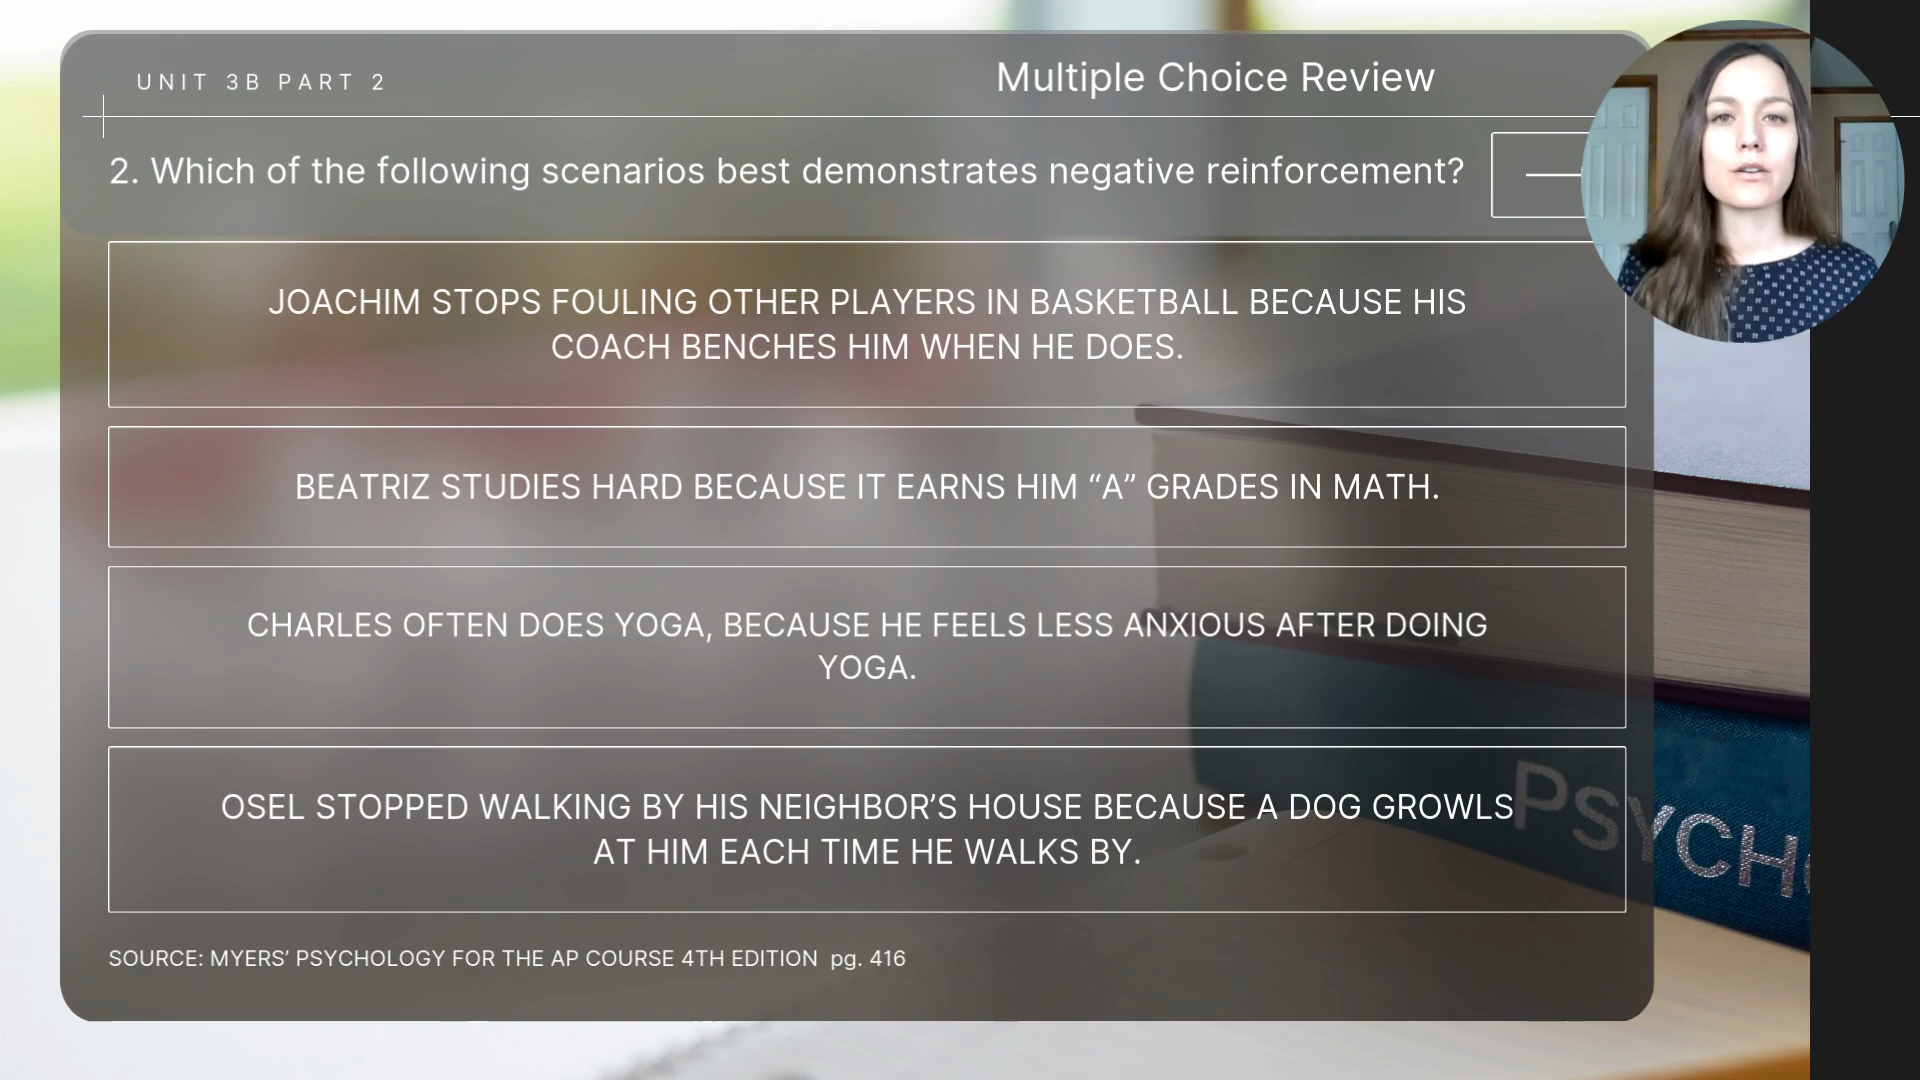 UNIT 3B PART 2
Multiple Choice Review
2. Which of the following scenarios best demonstrates negative reinforcement?
JOACHIM STOPS FOULING OTHER PLAYERS IN BASKETBALL BECAUSE HIS
COACH BENCHES HIM WHEN HE DOES.
BEATRIZ STUDIES HARD BECAUSE IT EARNS HIM “A” GRADES IN MATH.
CHARLES OFTEN DOES YOGA, BECAUSE HE FEELS LESS ANXIOUS AFTER DOING
YOGA.
OSEL STOPPED WALKING BY HIS NEIGHBOR’S HOUSE BECAUSE A DOG GROWLS
AT HIM EACH TIME HE WALKS BY.
PSYCHO
SOURCE: MYERS’ PSYCHOLOGY FOR THE AP COURSE 4TH EDITION pg. 416